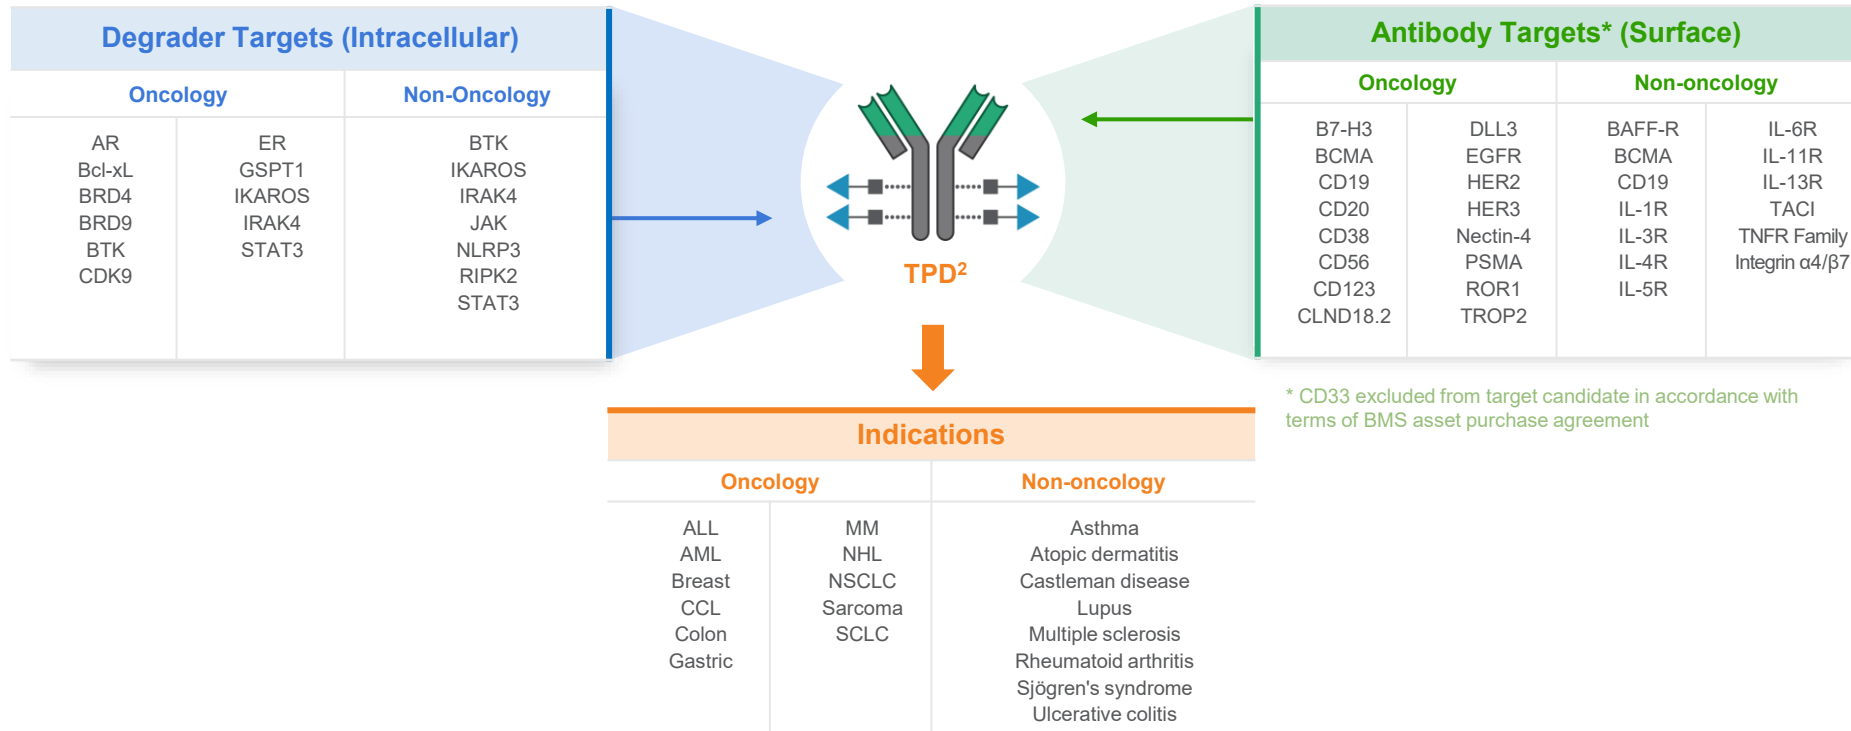 Degrader Targets (Intracellular)
Oncology
Non-Oncology
AR
Bcl-xL
BRD4
BRD9
BTK
CDK9
ER
GSPT1
IKAROS
IRAK4
STAT3
BTK
IKAROS
IRAK4
JAK
NLRP3
RIPK2
STAT3
TPD²
Antibody Targets* (Surface)
Oncology
Non-oncology
B7-H3
BCMA
CD19
CD20
CD38
CD56
CD123
CLND18.2
DLL3
EGFR
HER2
HER3
Nectin-4
PSMA
ROR1
TROP2
BAFF-R
BCMA
CD19
IL-1R
IL-3R
IL-4R
IL-5R
IL-6R
IL-11R
IL-13R
TACI
TNFR Family
Integrin α4/β7
* CD33 excluded from target candidate in accordance with
terms of BMS asset purchase agreement
Indications
Oncology
Non-oncology
ALL
AML
Breast
CCL
Colon
Gastric
MM
NHL
NSCLC
Sarcoma
SCLC
Asthma
Atopic dermatitis
Castleman disease
Lupus
Multiple sclerosis
Rheumatoid arthritis
Sjögren's syndrome
Ulcerative colitis